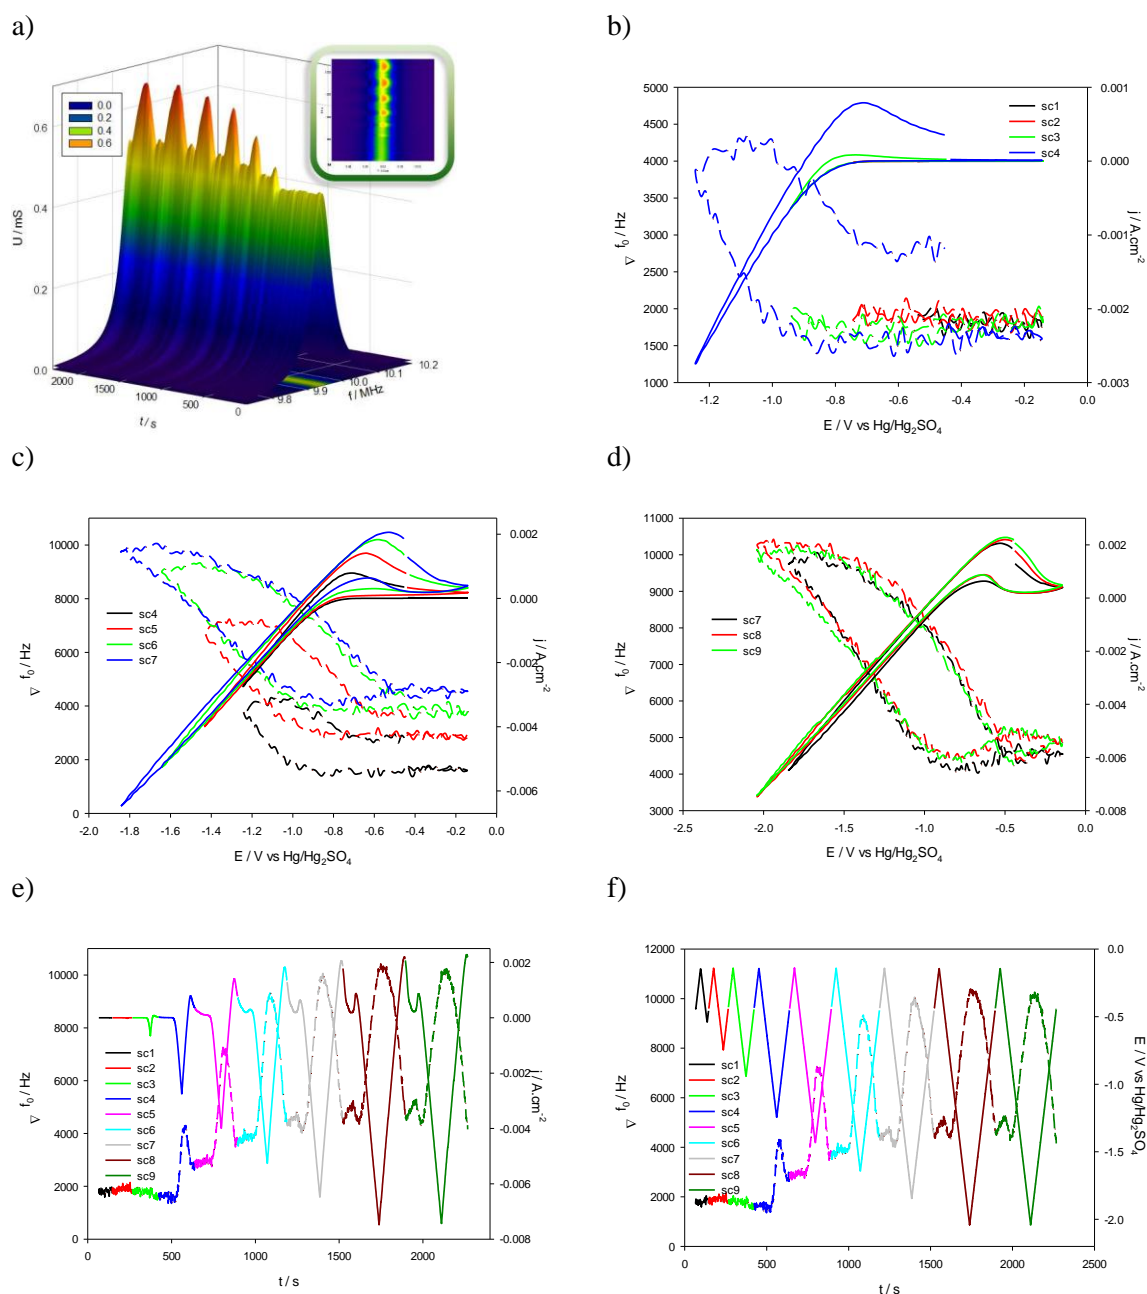 a)
0.0
0.2
0.4
0.6
0.6
0.4
0.2
0.0
U / mS
2000
1500
1000
500
0
t / s
9.8
9.9
10.0
10.1
10.2
f / MHz
b)
5000
4500
4000
3500
3000
2500
2000
1500
1000
∇ f0 / Hz
sc1
sc2
sc3
sc4
0.001
0.000
-0.001
-0.002
-0.003
j / A.cm-2
-1.2 -1.0 -0.8 -0.6 -0.4 -0.2 0.0
E / V vs Hg/Hg2SO4
c)
10000
8000
6000
4000
2000
0
∇ f0 / Hz
sc4
sc5
sc6
sc7
0.002
0.000
-0.002
-0.004
-0.006
j / A.cm-2
-2.0 -1.8 -1.6 -1.4 -1.2 -1.0 -0.8 -0.6 -0.4 -0.2 0.0
E / V vs Hg/Hg2SO4
d)
11000
10000
9000
8000
7000
6000
5000
4000
3000
∇ f0 / Hz
sc7
sc8
sc9
0.002
0.000
-0.002
-0.004
-0.006
-0.008
j / A.cm-2
-2.5 -2.0 -1.5 -1.0 -0.5 0.0
E / V vs Hg/Hg2SO4
e)
10000
8000
6000
4000
2000
0
∇ f0 / Hz
sc1
sc2
sc3
sc4
sc5
sc6
sc7
sc8
sc9
0.002
0.000
-0.002
-0.004
-0.006
-0.008
j / A.cm-2
0 500 1000 1500 2000
t / s
f)
12000
10000
8000
6000
4000
2000
0
∇ f0 / Hz
sc1
sc2
sc3
sc4
sc5
sc6
sc7
sc8
sc9
0.0
-0.5
-1.0
-1.5
-2.0
E / V vs Hg/Hg2SO4
0 500 1000 1500 2000 2500
t / s